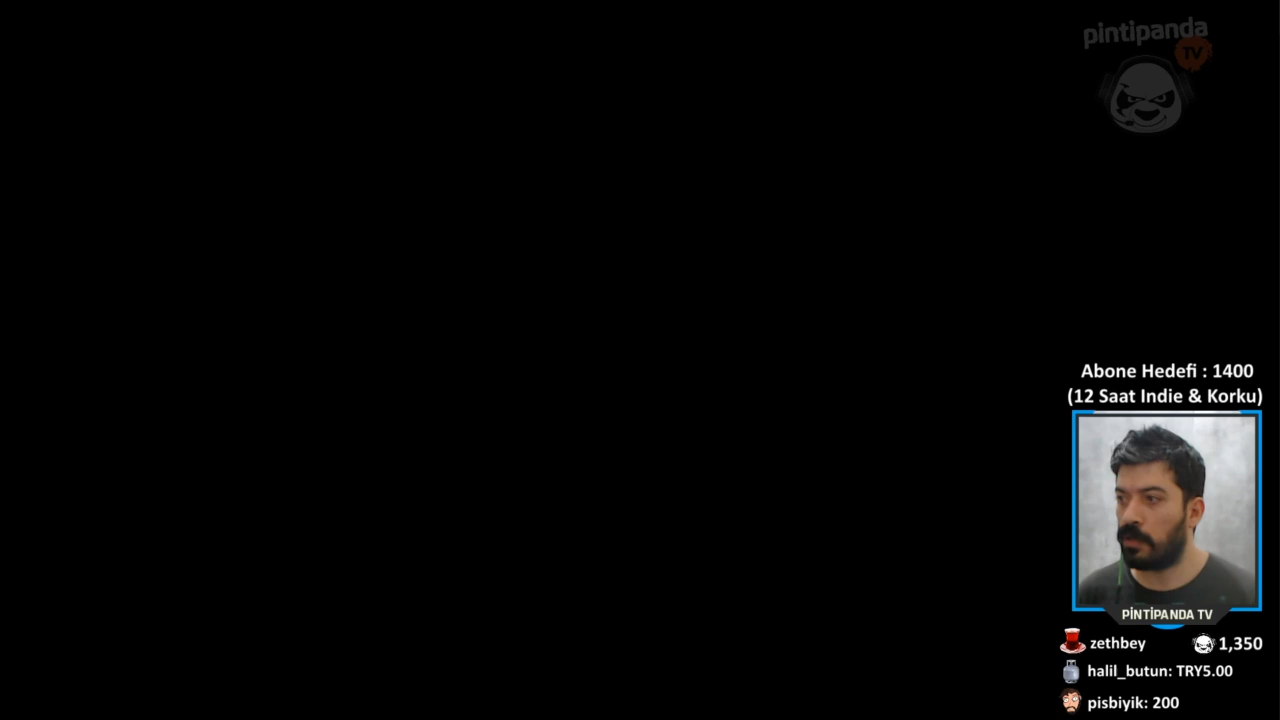 pintipanda
TV
Abone Hedefi : 1400
(12 Saat Indie & Korku)
PİNTİPANDA TV
zethbey
1,350
halil_butun: TRY5.00
pisbiyik: 200